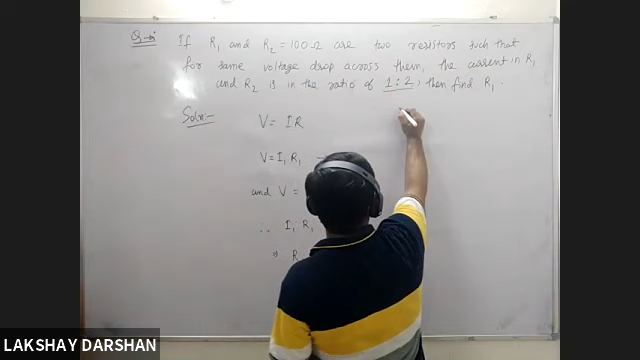 Q:→ If R₁ and R₂ = 100Ω are two resistors such that
for same voltage drop across them, the current in R₁
and R₂ is in the ratio of 1:2, then find R₁.
Soln:-
V = IR
V = I₁ R₁
and V =
∴ I₁ R₁
⇒ R
LAKSHAY DARSHAN